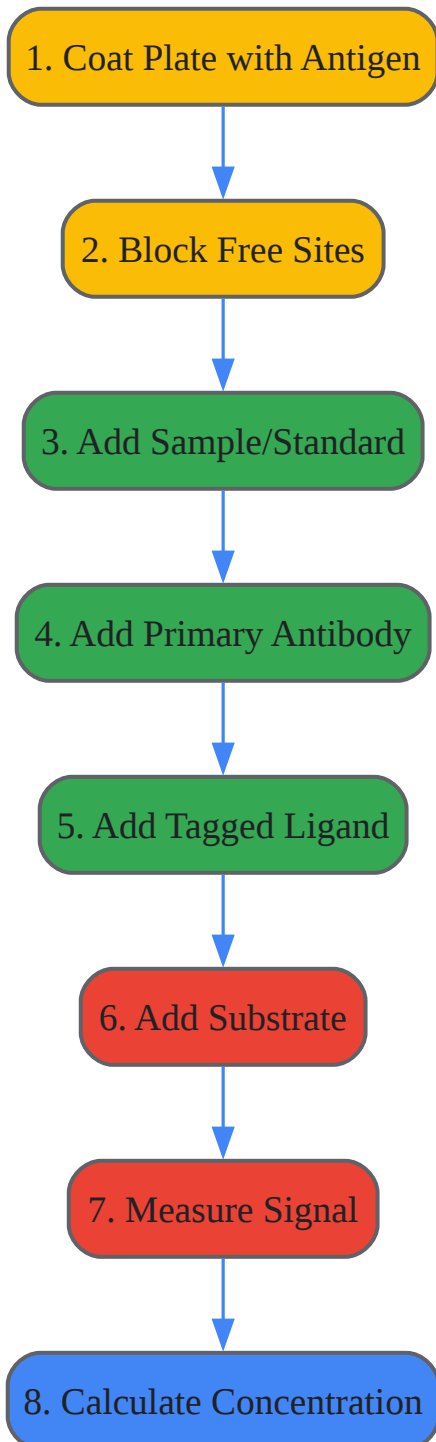 1. Coat Plate with Antigen
2. Block Free Sites
3. Add Sample/Standard
4. Add Primary Antibody
5. Add Tagged Ligand
6. Add Substrate
7. Measure Signal
8. Calculate Concentration